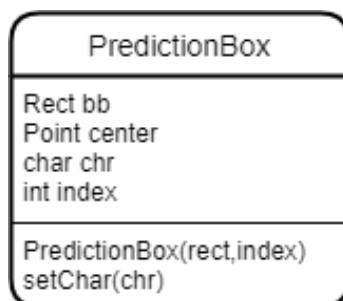 PredictionBox
Rect bb
Point center
char chr
int index
PredictionBox(rect,index)
setChar(chr)